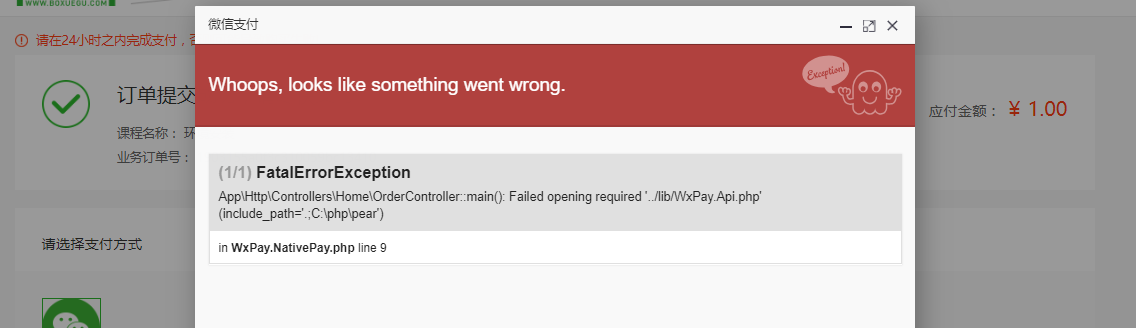 WWW.BOXUEGU.COM
微信支付
请在24小时之内完成支付，否
Whoops, looks like something went wrong.
Exception!
订单提交
应付金额： ¥ 1.00
课程名称： 环
业务订单号：
(1/1) FatalErrorException
App\Http\Controllers\Home\OrderController::main(): Failed opening required '../lib/WxPay.Api.php'
(include_path='.;C:\php\pear')
in WxPay.NativePay.php line 9
请选择支付方式